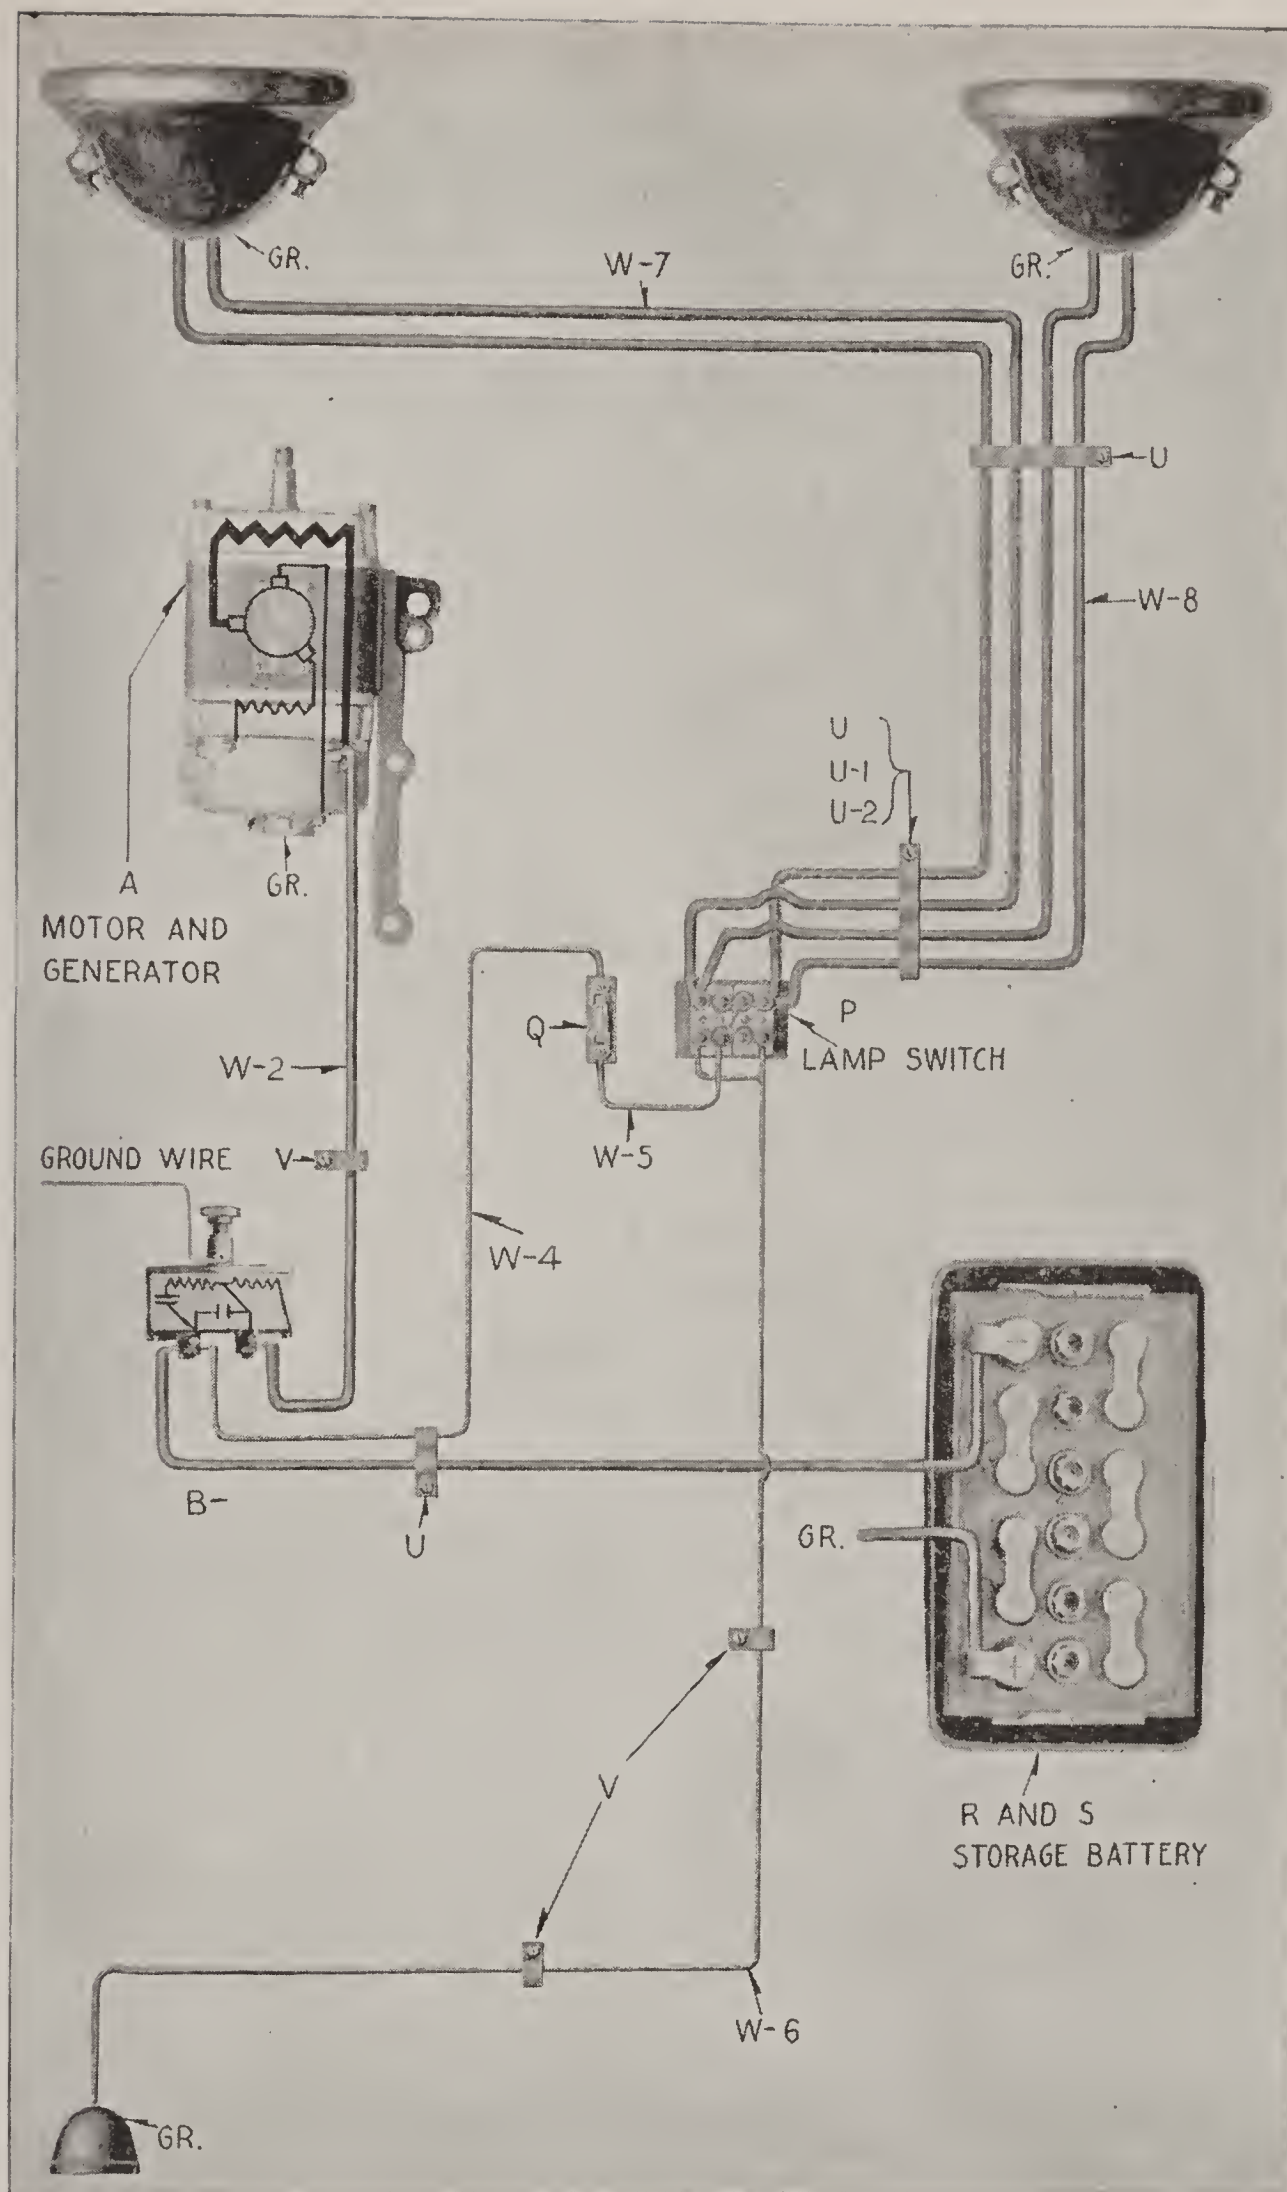 GR.
W-7
GR.
U
W-8
U
U-1
U-2
A
MOTOR AND
GENERATOR
GR.
Q
P
LAMP SWITCH
W-2
W-5
GROUND WIRE
V
W-4
B-
U
GR.
-
+
V
R AND S
STORAGE BATTERY
W-6
GR.